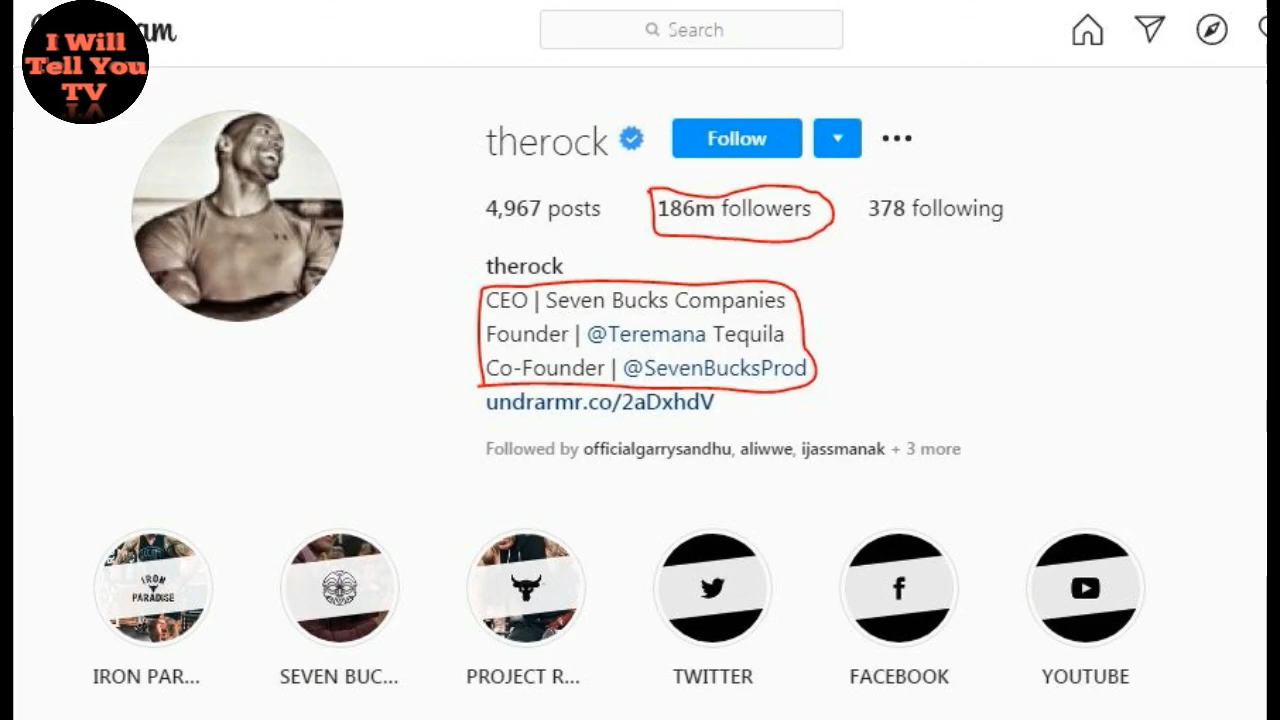 I Will
Tell You
TV
am
Search
therock
Follow
4,967 posts
186m followers
378 following
therock
CEO | Seven Bucks Companies
Founder | @Teremana Tequila
Co-Founder | @SevenBucksProd
undrarmr.co/2aDxhdV
Followed by officialgarrysandhu, aliwwe, ijassmanak + 3 more
IRON
PARADISE
IRON PAR...
SEVEN BUC...
PROJECT R...
TWITTER
FACEBOOK
YOUTUBE